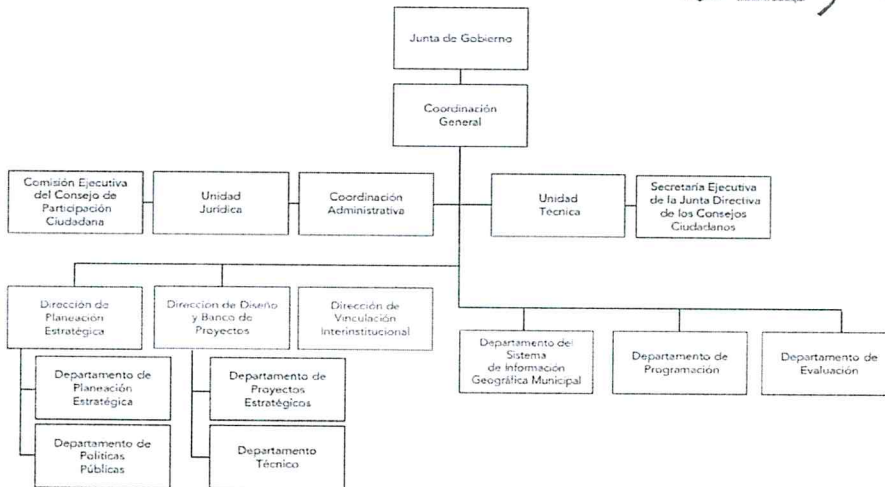 Junta de Gobierno
Coordinación
General
Comisión Ejecutiva
del Consejo de
Participación
Ciudadana
Unidad
Jurídica
Coordinación
Administrativa
Unidad
Técnica
Secretaría Ejecutiva
de la Junta Directiva
de los Consejos
Ciudadanos
Dirección de
Planeación
Estratégica
Dirección de Diseño
y Banco de
Proyectos
Dirección de
Vinculación
Interinstitucional
Departamento del
Sistema
de Información
Geográfica Municipal
Departamento de
Programación
Departamento de
Evaluación
Departamento de
Planeación
Estratégica
Departamento de
Proyectos
Estratégicos
Departamento de
Políticas
Públicas
Departamento
Técnico